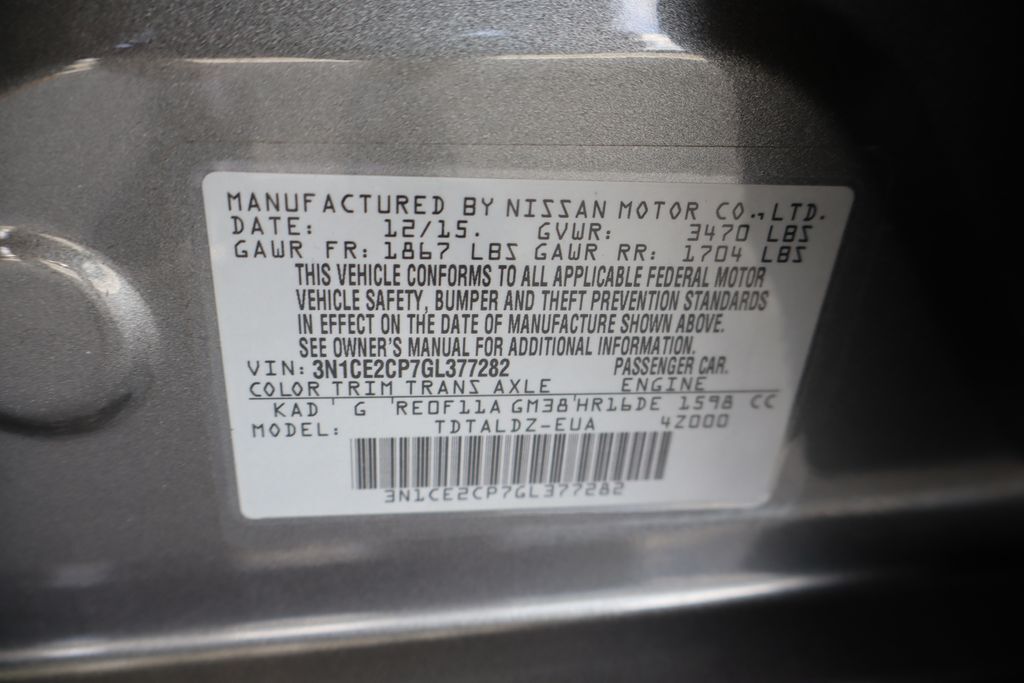 MANUFACTURED BY NISSAN MOTOR CO.,LTD.
DATE: 12/15. GVWR: 3470 LBS
GAWR FR: 1867 LBS GAWR RR: 1704 LBS
THIS VEHICLE CONFORMS TO ALL APPLICABLE FEDERAL MOTOR
VEHICLE SAFETY, BUMPER AND THEFT PREVENTION STANDARDS
IN EFFECT ON THE DATE OF MANUFACTURE SHOWN ABOVE.
SEE OWNER'S MANUAL FOR ADDITIONAL INFORMATION.
VIN: 3N1CE2CP7GL377282 PASSENGER CAR.
COLOR TRIM TRANS AXLE ENGINE
KAD ' G 'RE0F11A GM38'HR16DE 1598 CC
MODEL: TDTALDZ-EUA 4Z000
3N1CE2CP7GL377282